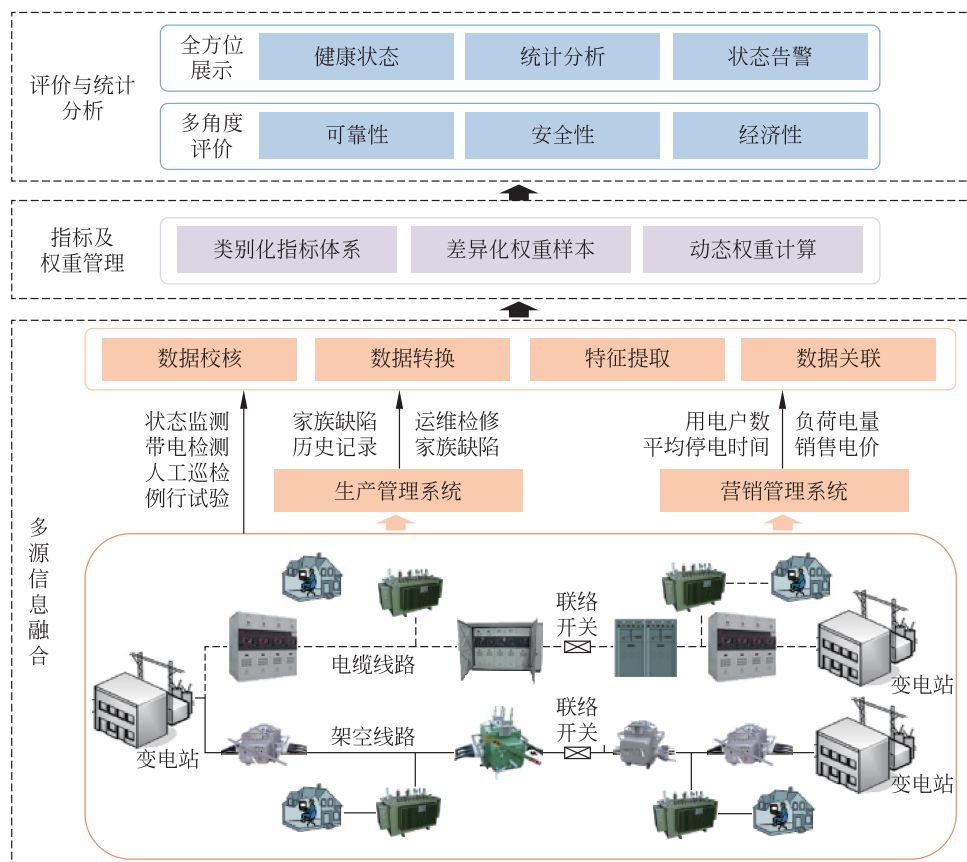 评价与统计
分析
全方位
展示
健康状态
统计分析
状态告警
多角度
评价
可靠性
安全性
经济性
指标及
权重管理
类别化指标体系
差异化权重样本
动态权重计算
多源信息融合
数据校核
数据转换
特征提取
数据关联
状态监测
带电检测
人工巡检
例行试验
家族缺陷
历史记录
运维检修
家族缺陷
用电户数
平均停电时间
负荷电量
销售电价
生产管理系统
营销管理系统
联络
开关
电缆线路
变电站
联络
开关
架空线路
变电站
变电站